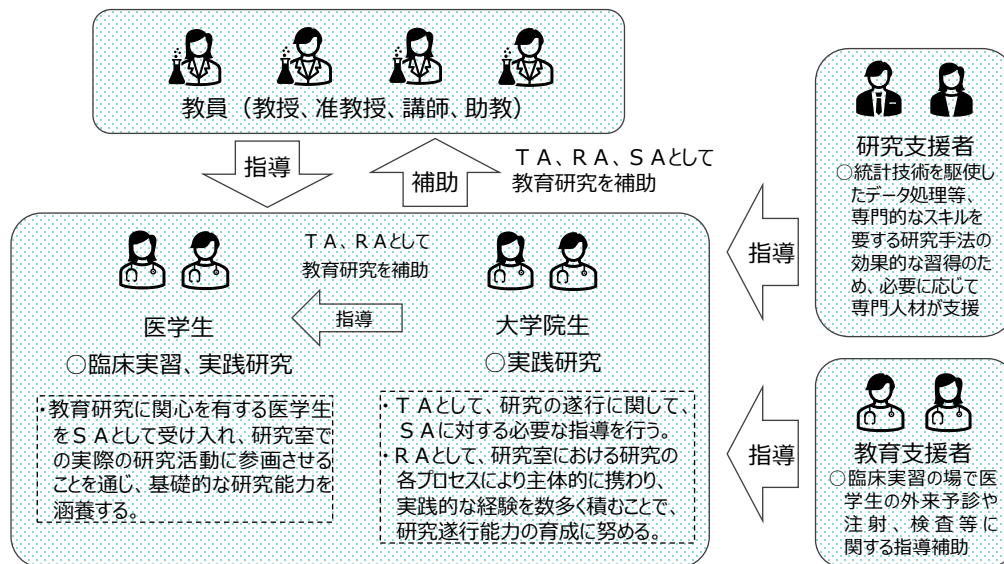 教員（教授、准教授、講師、助教）
指導
補助
ＴＡ、ＲＡ、ＳＡとして
教育研究を補助
ＴＡ、ＲＡとして
教育研究を補助
指導
医学生
○臨床実習、実践研究
・教育研究に関心を有する医学生
をＳＡとして受け入れ、研究室で
の実際の研究活動に参画させる
ことを通じ、基礎的な研究能力を
涵養する。
大学院生
○実践研究
・ＴＡとして、研究の遂行に関して、
ＳＡに対する必要な指導を行う。
・ＲＡとして、研究室における研究の
各プロセスにより主体的に携わり、
実践的な経験を数多く積むことで、
研究遂行能力の育成に努める。
指導
研究支援者
○統計技術を駆使し
たデータ処理等、
専門的なスキルを
要する研究手法の
効果的な習得のた
め、必要に応じて
専門人材が支援
指導
教育支援者
○臨床実習の場で医
学生の外来予診や
注射、検査等に
関する指導補助